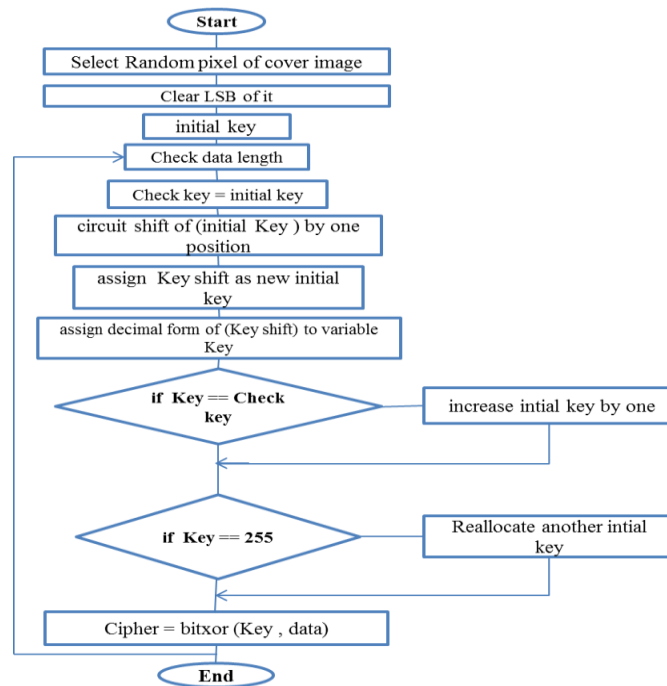 Start
Select Random pixel of cover image
Clear LSB of it
initial key
Check data length
Check key = initial key
circuit shift of (initial Key ) by one
position
assign Key shift as new initial
key
assign decimal form of (Key shift) to variable
Key
if Key == Check
key
increase intial key by one
if Key == 255
Reallocate another intial
key
Cipher = bitxor (Key , data)
End